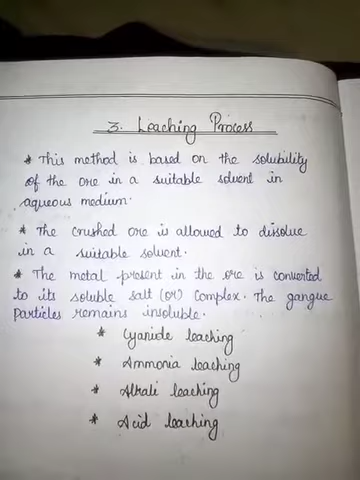 3. Leaching Process
* This method is based on the solubility
of the ore in a suitable solvent in
aqueous medium.
* The crushed ore is allowed to dissolve
in a suitable solvent.
* The metal present in the ore is converted
to its soluble salt (or) complex. The gangue
particles remains insoluble.
* Cyanide leaching
* Ammonia leaching
* Alkali leaching
* Acid leaching